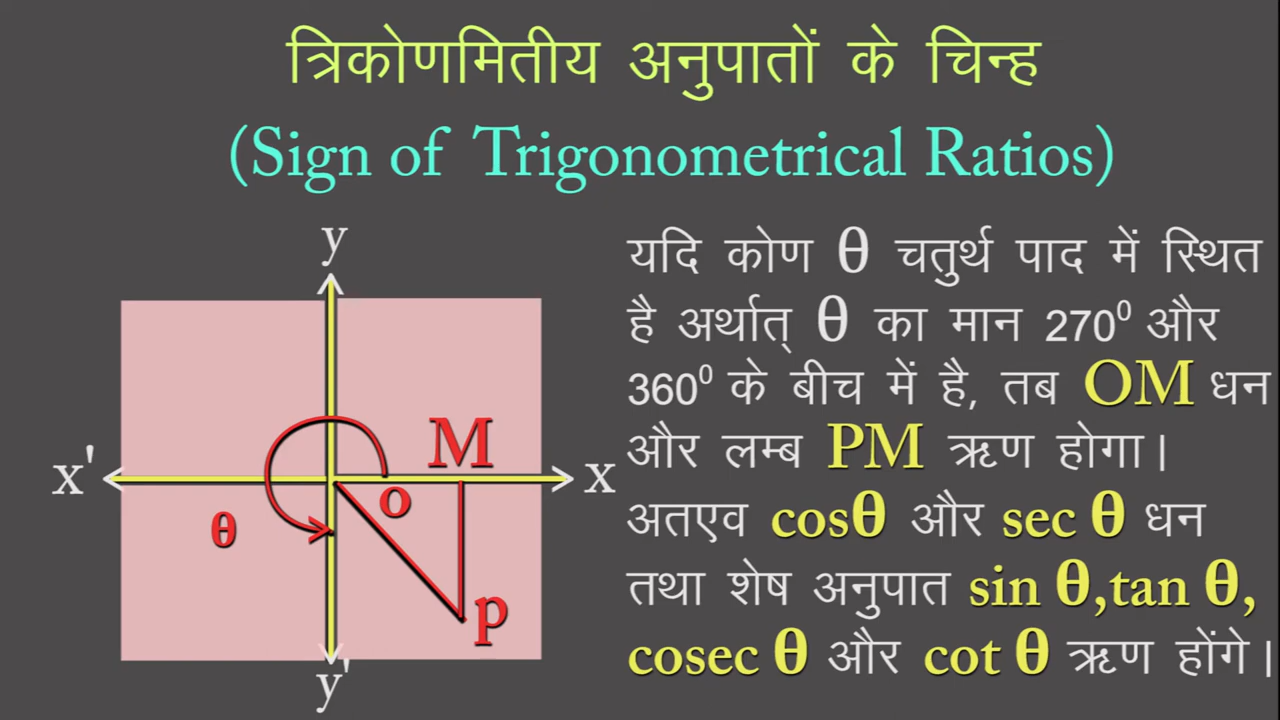 त्रिकोणमितीय अनुपातों के चिन्ह
(Sign of Trigonometrical Ratios)
y
x'
x
M
o
θ
p
y'
यदि कोण θ चतुर्थ पाद में स्थित
है अर्थात् θ का मान 270⁰ और
360⁰ के बीच में है, तब OM धन
और लम्ब PM ऋण होगा।
अतएव cosθ और sec θ धन
तथा शेष अनुपात sin θ,tan θ,
cosec θ और cot θ ऋण होंगे।